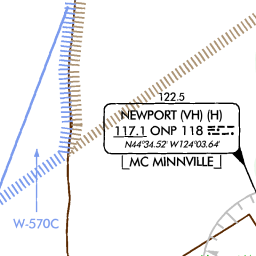 122.5
NEWPORT (VH) (H)
117.1 ONP 118
N44°34.52' W124°03.64'
MC MINNVILLE
W-570C